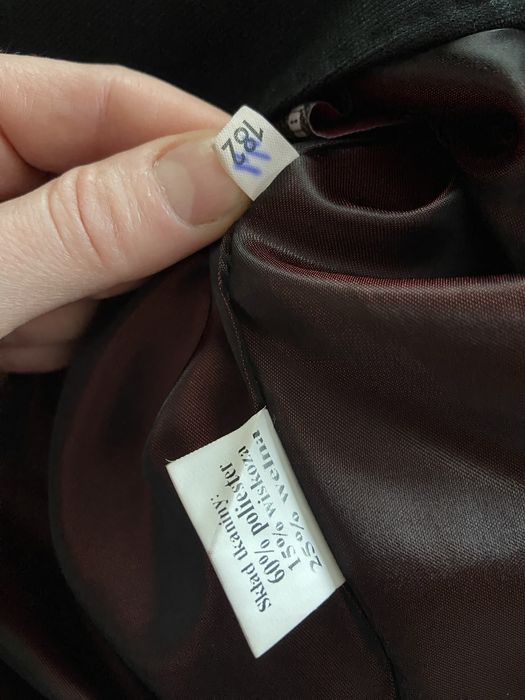 182
Skład tkaniny:
60% poliester
15% wiskoza
25% wełna